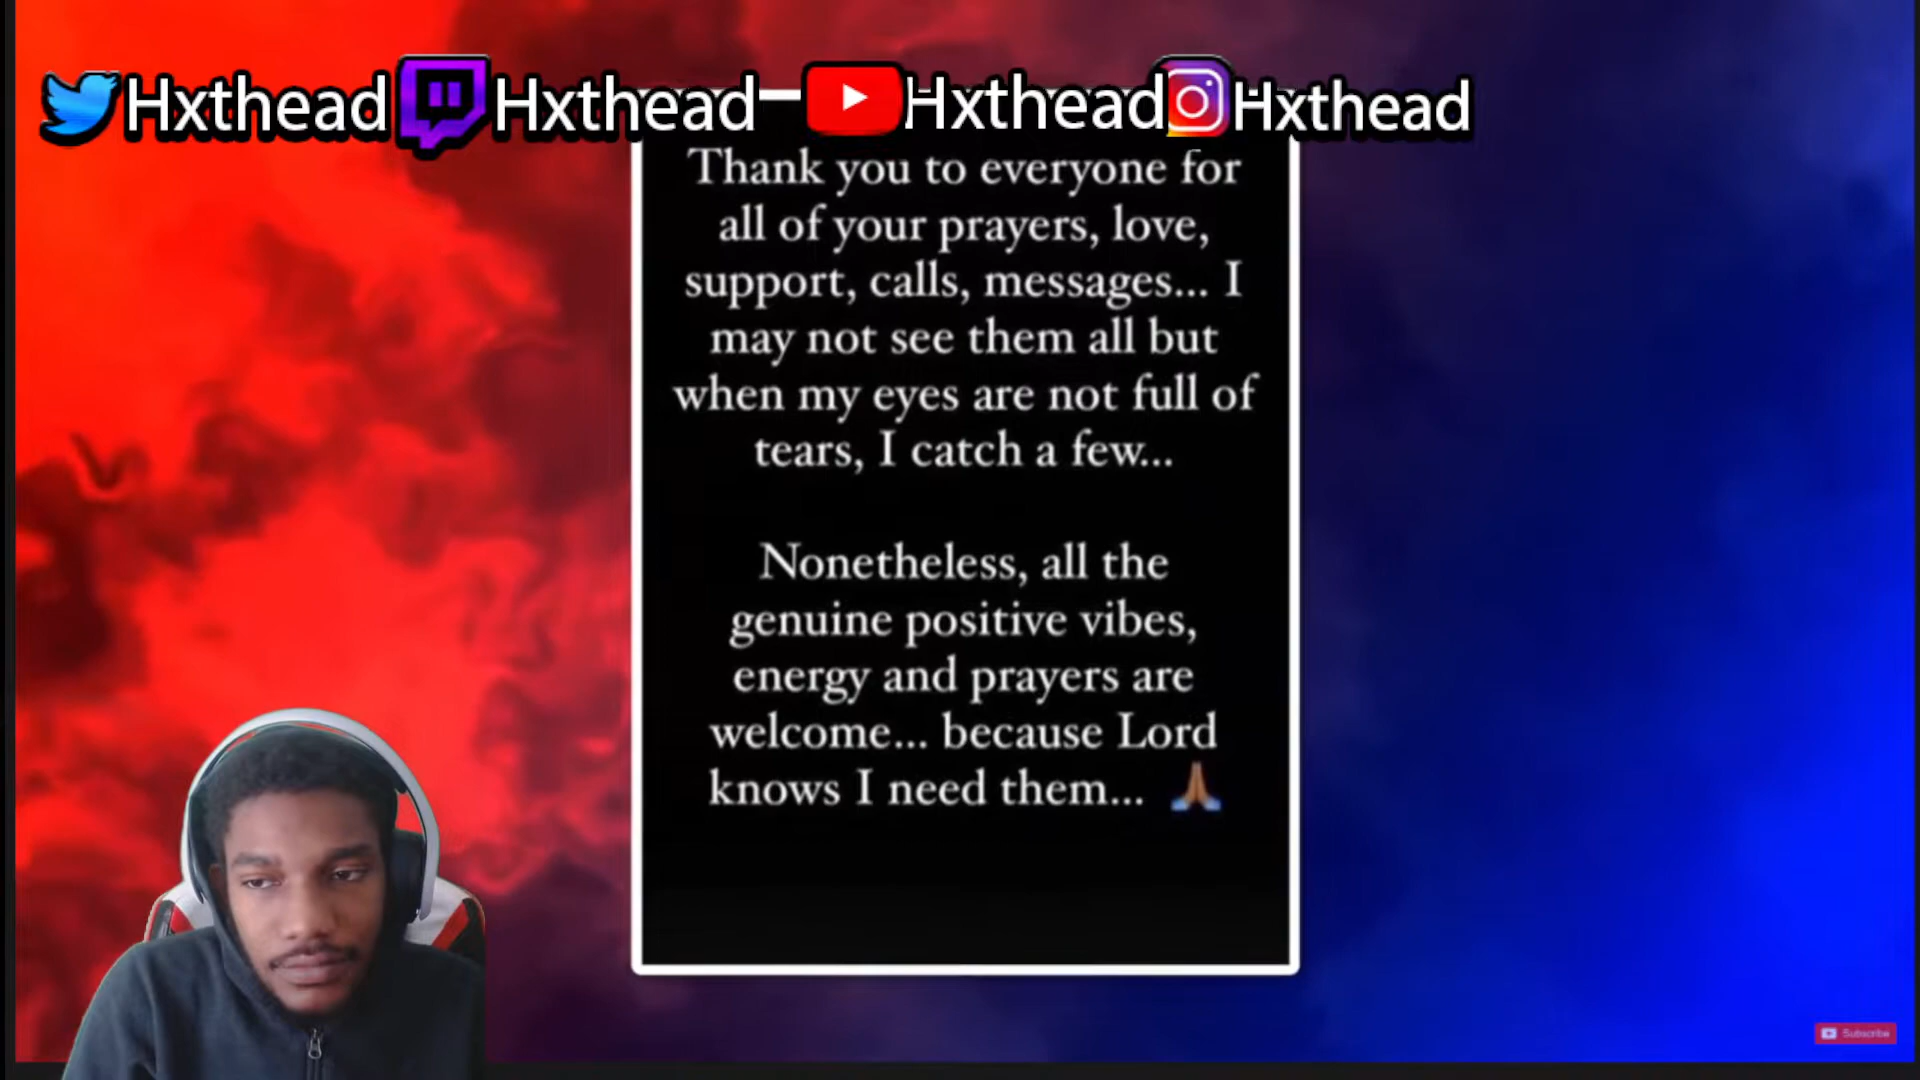 Hxthead Hxthead Hxthead Hxthead
Thank you to everyone for
all of your prayers, love,
support, calls, messages... I
may not see them all but
when my eyes are not full of
tears, I catch a few...
Nonetheless, all the
genuine positive vibes,
energy and prayers are
welcome... because Lord
knows I need them... 🙏🏾
Subscribe